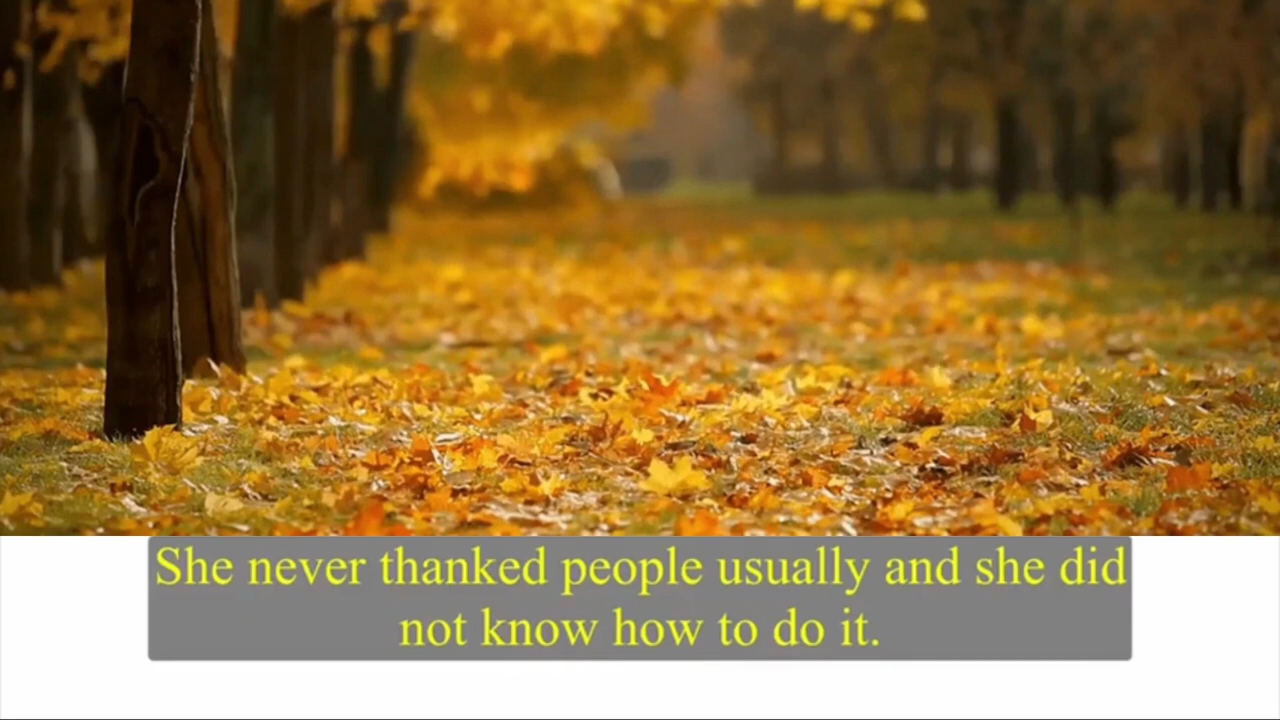 She never thanked people usually and she did
not know how to do it.